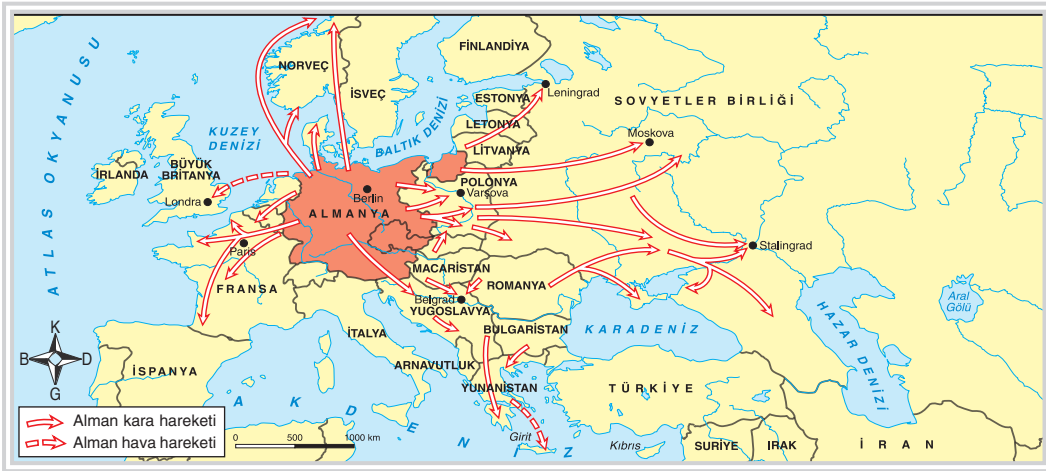 ATLAS OKYANUSU
NORVEÇ
İSVEÇ
FİNLANDİYA
ESTONYA
Leningrad
LETONYA
LİTVANYA
SOVYETLER BİRLİĞİ
Moskova
KUZEY
DENİZİ
BALTIK DENİZİ
İRLANDA
BÜYÜK
BRITANYA
Londra
Berlin
ALMANYA
POLONYA
Varşova
Stalingrad
Paris
FRANSA
MACARİSTAN
ROMANYA
Belgrad
YUGOSLAVYA
BULGARİSTAN
KARADENİZ
HAZAR DENİZİ
Aral
Gölü
İTALYA
ARNAVUTLUK
YUNANİSTAN
TÜRKİYE
İSPANYA
AKDENİZ
Girit
Kıbrıs
SURİYE
IRAK
İRAN
K
B
D
G
Alman kara hareketi
Alman hava hareketi
0 500 1000 km